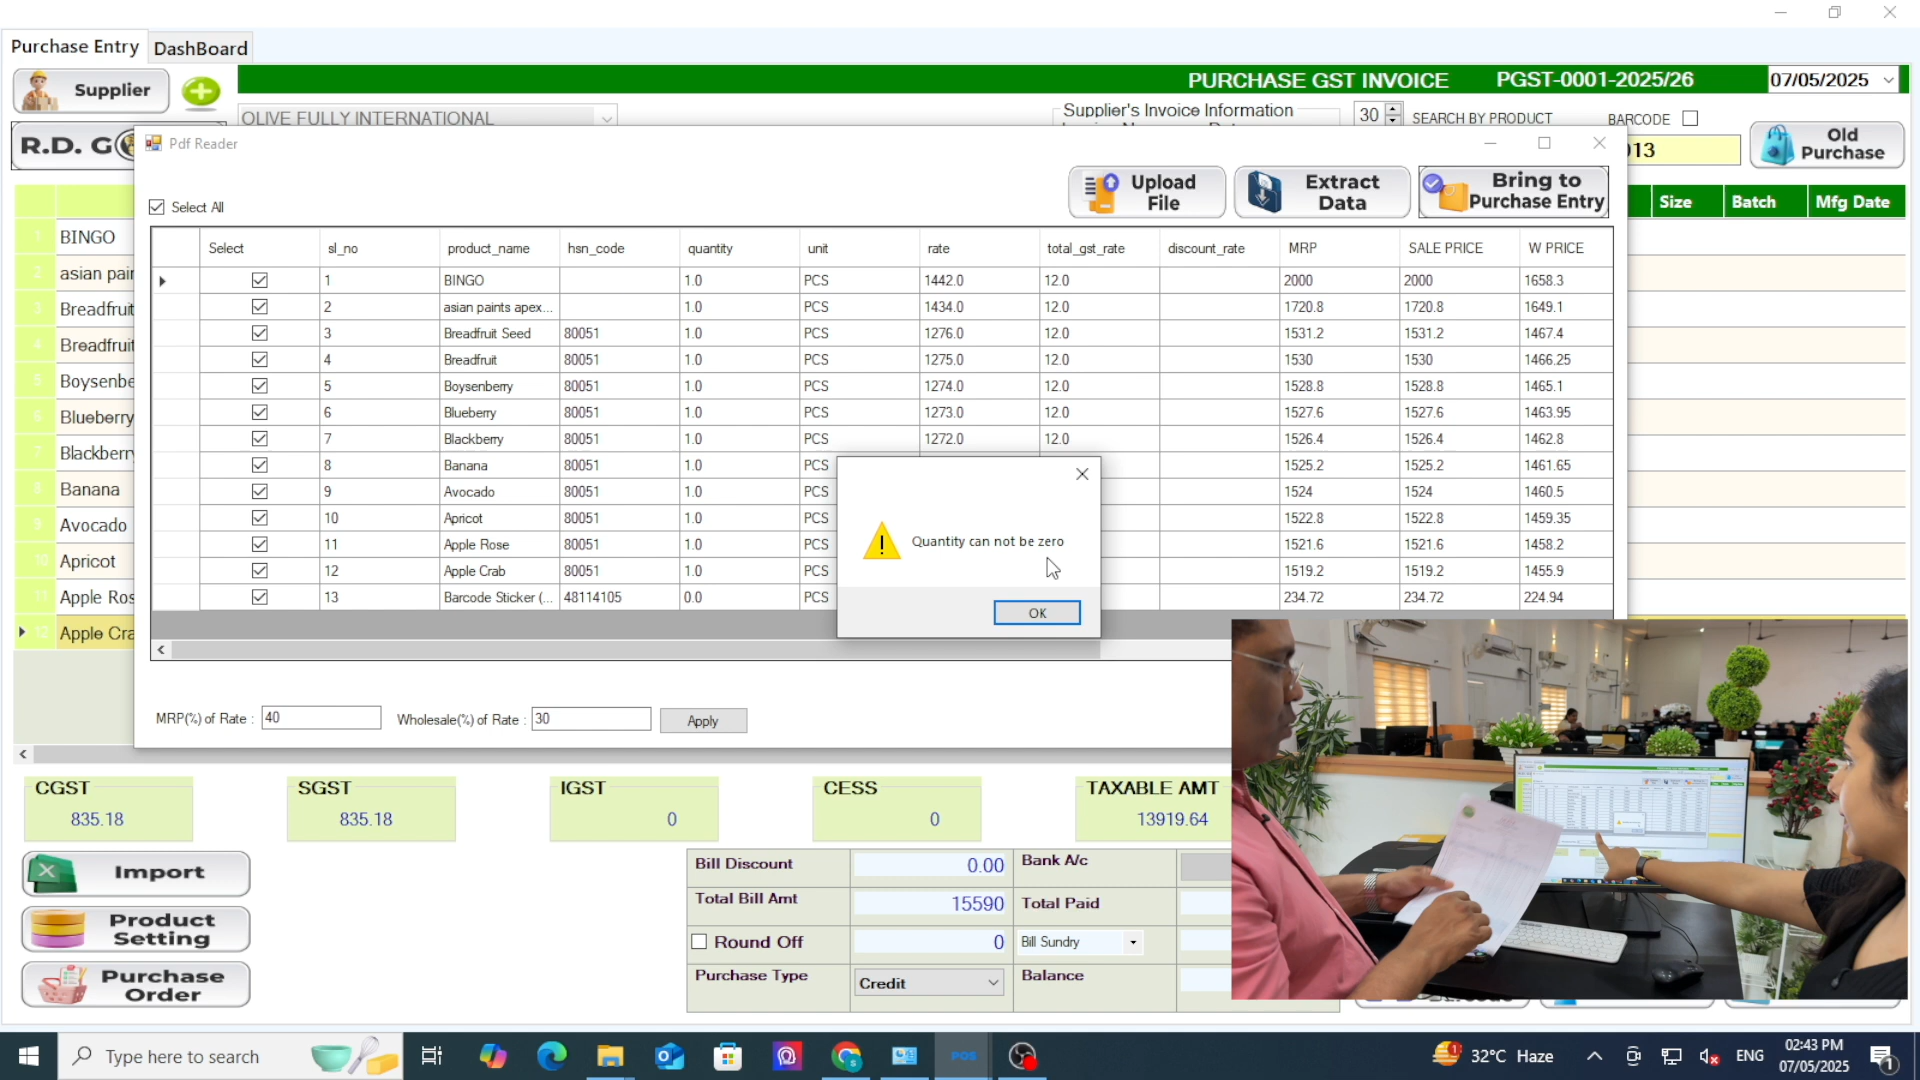 Purchase Entry
DashBoard
Supplier
PURCHASE GST INVOICE
PGST-0001-2025/26
07/05/2025
OLIVE FULLY INTERNATIONAL
Supplier's Invoice Information
30
SEARCH BY PRODUCT
BARCODE
R.D. G
Pdf Reader
013
Old Purchase
Select All
Upload File
Extract Data
Bring to Purchase Entry
Size Batch Mfg Date
Select sl_no product_name hsn_code quantity unit rate total_gst_rate discount_rate MRP SALE PRICE W PRICE
1 BINGO 1.0 PCS 1442.0 12.0 2000 2000 1658.3
2 asian paints apex... 1.0 PCS 1434.0 12.0 1720.8 1720.8 1649.1
3 Breadfruit Seed 80051 1.0 PCS 1276.0 12.0 1531.2 1531.2 1467.4
4 Breadfruit 80051 1.0 PCS 1275.0 12.0 1530 1530 1466.25
5 Boysenberry 80051 1.0 PCS 1274.0 12.0 1528.8 1528.8 1465.1
6 Blueberry 80051 1.0 PCS 1273.0 12.0 1527.6 1527.6 1463.95
7 Blackberry 80051 1.0 PCS 1272.0 12.0 1526.4 1526.4 1462.8
8 Banana 80051 1.0 PCS 1525.2 1525.2 1461.65
9 Avocado 80051 1.0 PCS 1524 1524 1460.5
10 Apricot 80051 1.0 PCS 1522.8 1522.8 1459.35
11 Apple Rose 80051 1.0 PCS 1521.6 1521.6 1458.2
12 Apple Crab 80051 1.0 PCS 1519.2 1519.2 1455.9
13 Barcode Sticker (... 48114105 0.0 PCS 234.72 234.72 224.94
Quantity can not be zero
OK
1 BINGO
2 asian pain
3 Breadfruit
4 Breadfruit
5 Boysenbe
6 Blueberry
7 Blackberry
8 Banana
9 Avocado
10 Apricot
11 Apple Ros
12 Apple Cra
MRP(%) of Rate : 40
Wholesale(%) of Rate : 30
Apply
CGST
835.18
SGST
835.18
IGST
0
CESS
0
TAXABLE AMT
13919.64
Import
Product Setting
Purchase Order
Bill Discount 0.00 Bank A/c
Total Bill Amt 15590 Total Paid
Round Off 0 Bill Sundry
Purchase Type Credit Balance
Type here to search
POS
32°C Haze
ENG
02:43 PM
07/05/2025
1